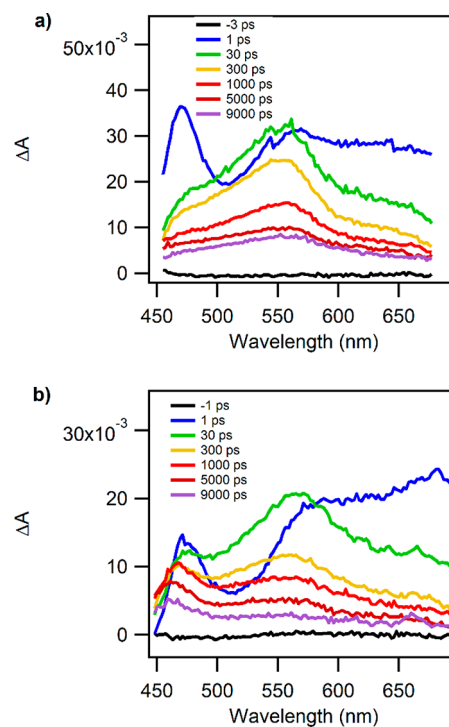 a)
-3 ps
1 ps
30 ps
300 ps
1000 ps
5000 ps
9000 ps
50x10⁻³
40
30
20
10
0
ΔA
450 500 550 600 650
Wavelength (nm)
b)
-1 ps
1 ps
30 ps
300 ps
1000 ps
5000 ps
9000 ps
30x10⁻³
20
10
0
ΔA
450 500 550 600 650
Wavelength (nm)